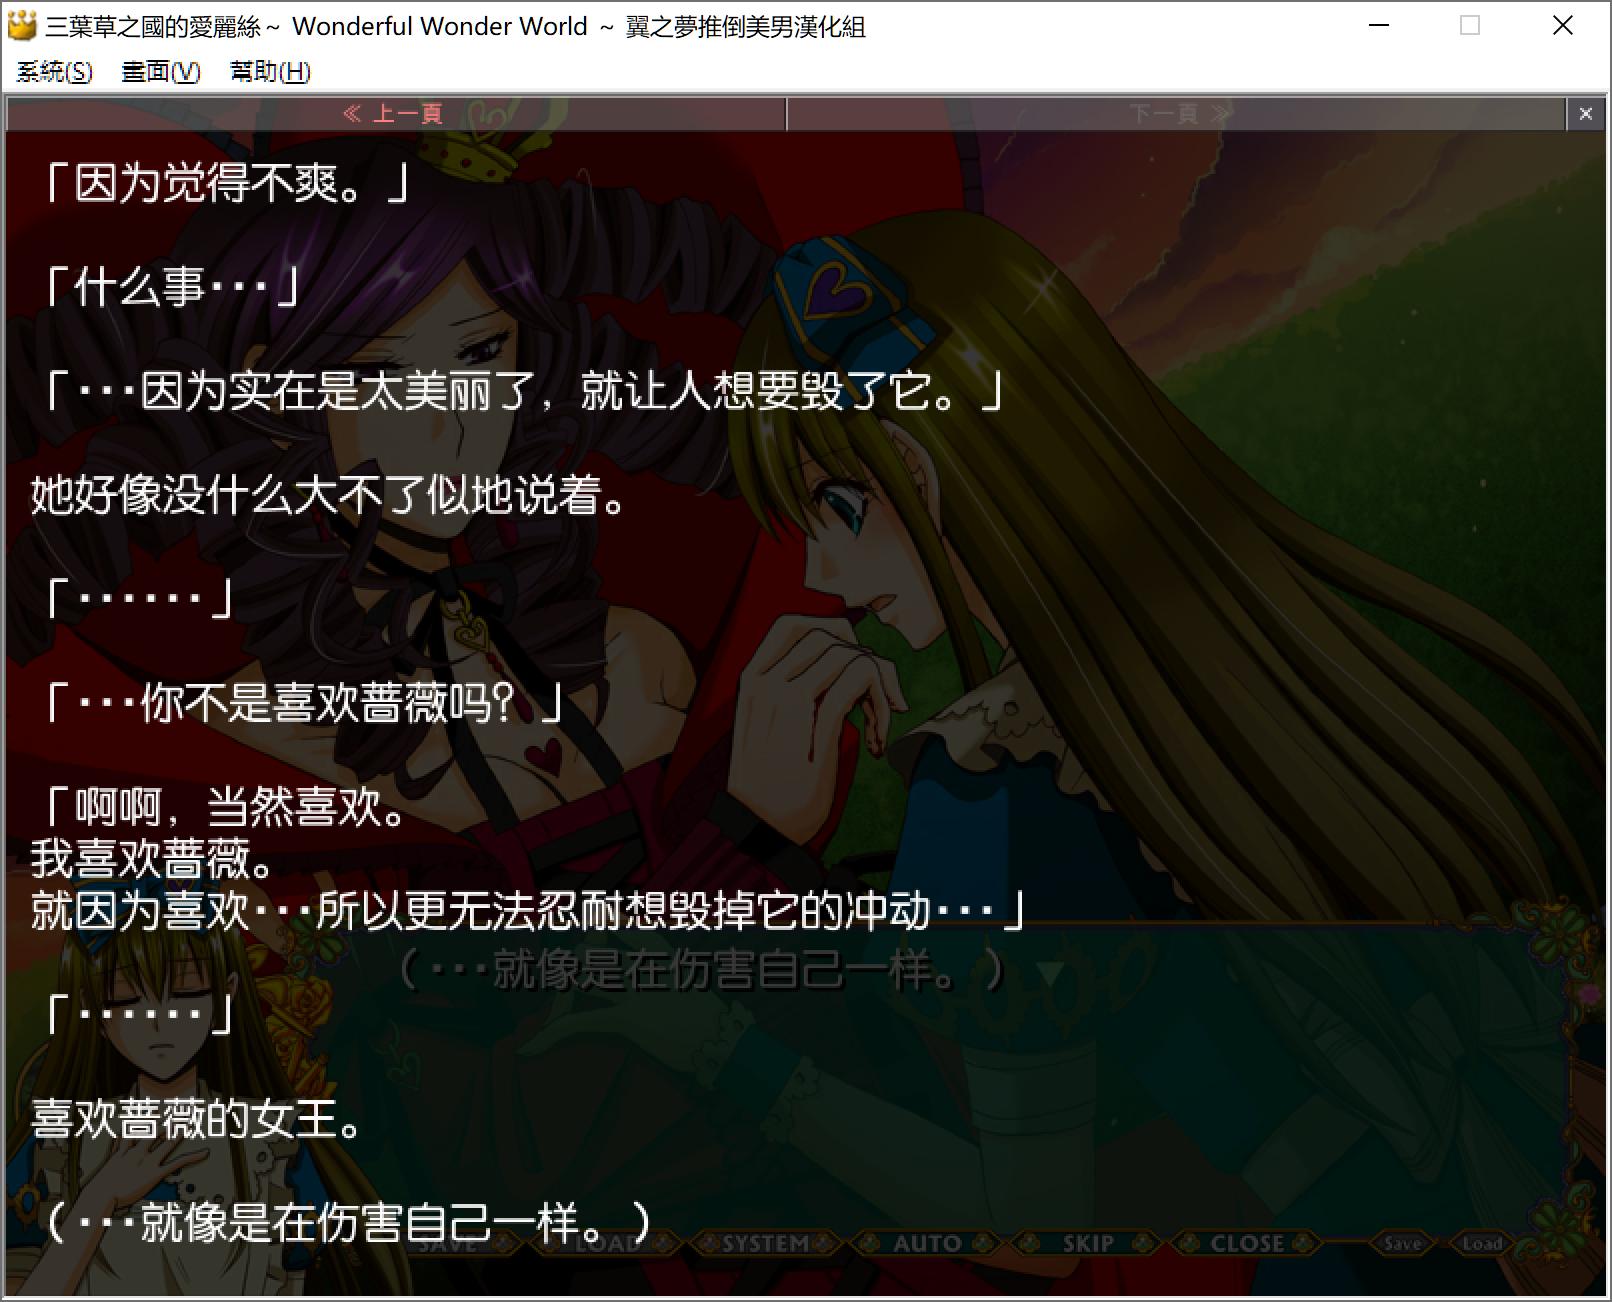 三葉草之國的愛麗絲～ Wonderful Wonder World ～ 翼之夢推倒美男漢化組
系統(S) 畫面(V) 幫助(H)
≪ 上一頁 下一頁 ≫ ×
「因为觉得不爽。」
「什么事···」
「···因为实在是太美丽了，就让人想要毁了它。」
她好像没什么大不了似地说着。
「······」
「···你不是喜欢蔷薇吗？」
「啊啊，当然喜欢。
我喜欢蔷薇。
就因为喜欢···所以更无法忍耐想毁掉它的冲动···」
（···就像是在伤害自己一样。）
「······」
喜欢蔷薇的女王。
（···就像是在伤害自己一样。）
SAVE LOAD SYSTEM AUTO SKIP CLOSE Save Load